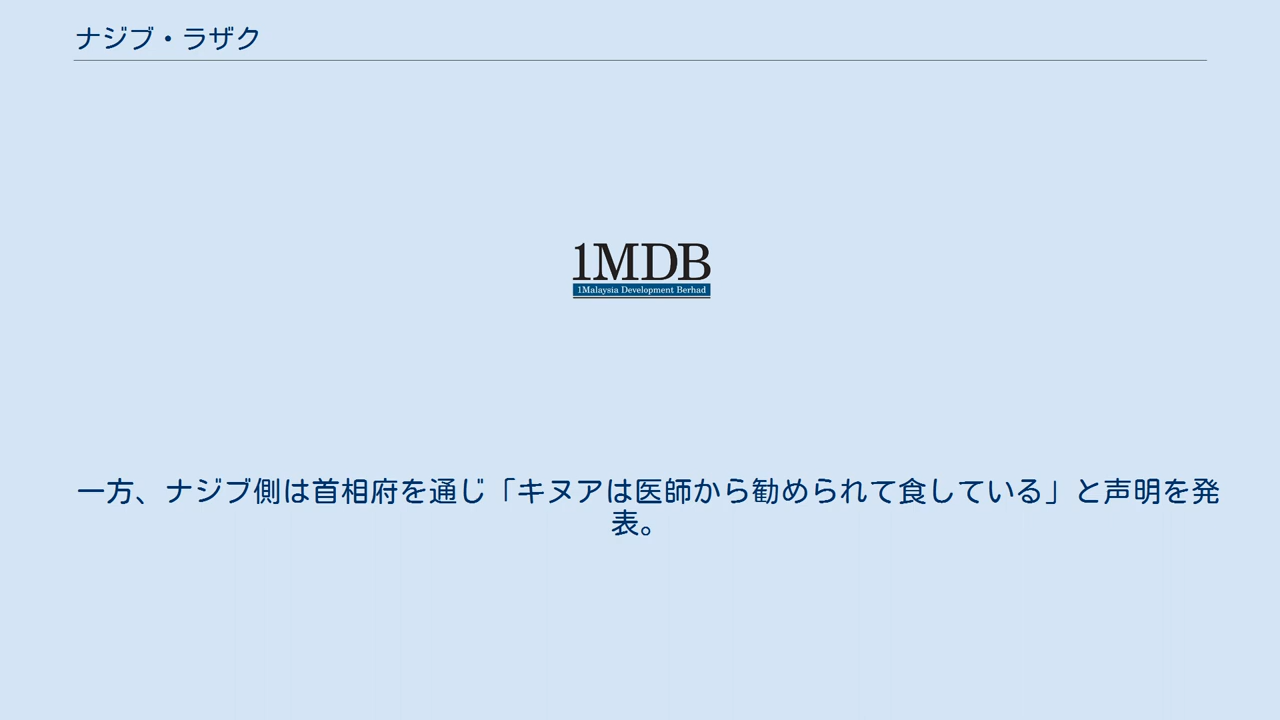 ナジブ・ラザク
1MDB
1Malaysia Development Berhad
一方、ナジブ側は首相府を通じ「キヌアは医師から勧められて食している」と声明を発
表。